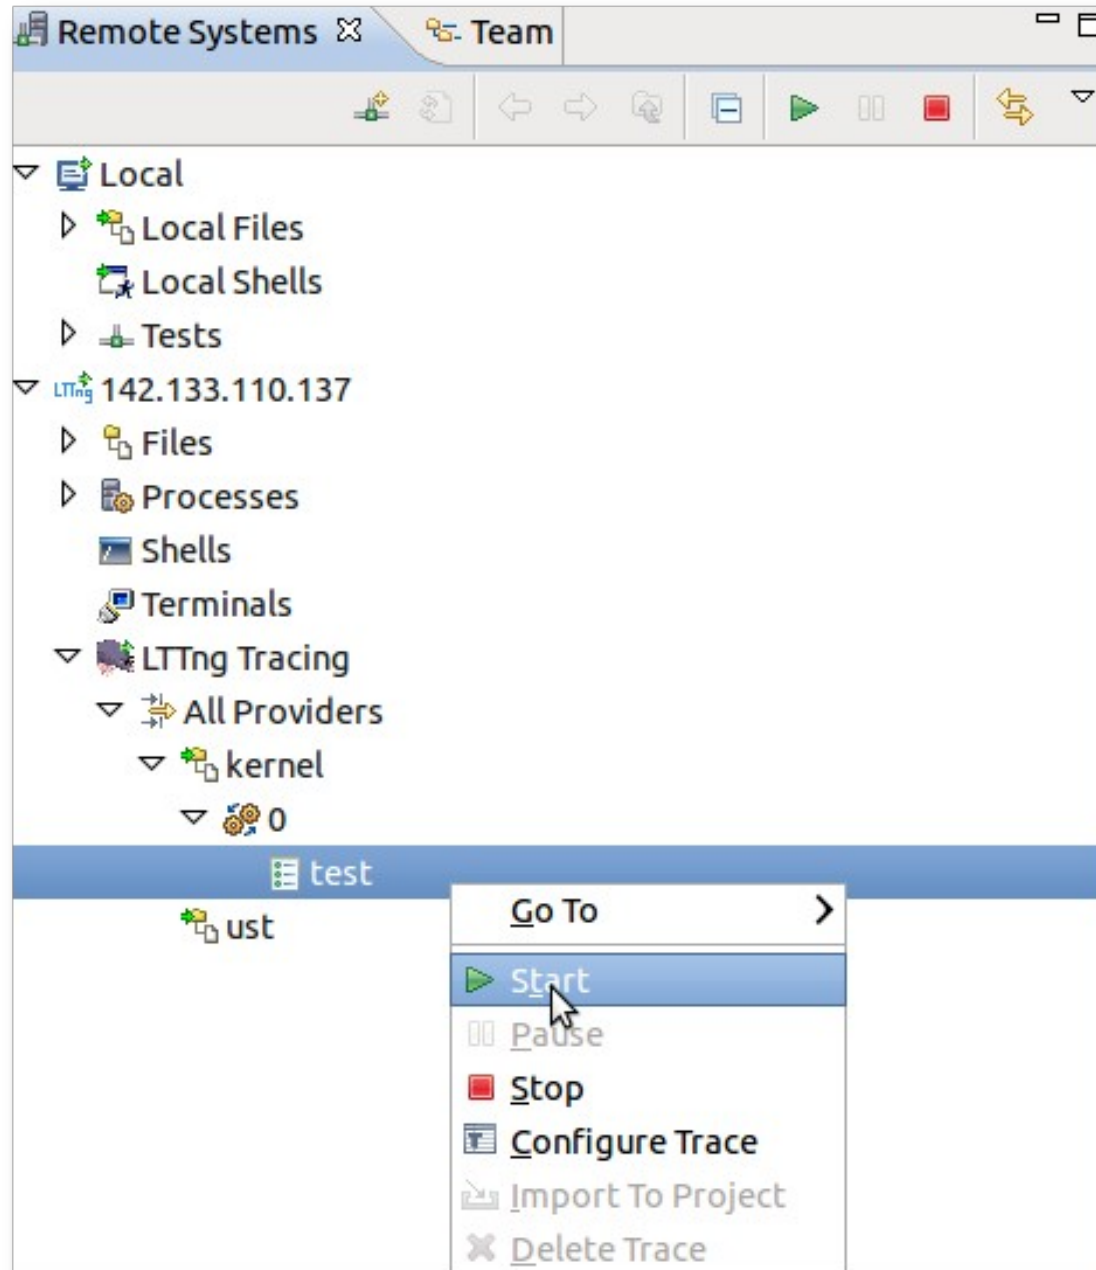 Remote Systems Team
Local
Local Files
Local Shells
Tests
LTTng 142.133.110.137
Files
Processes
Shells
Terminals
LTTng Tracing
All Providers
kernel
0
test
ust
Go To
Start
Pause
Stop
Configure Trace
Import To Project
Delete Trace